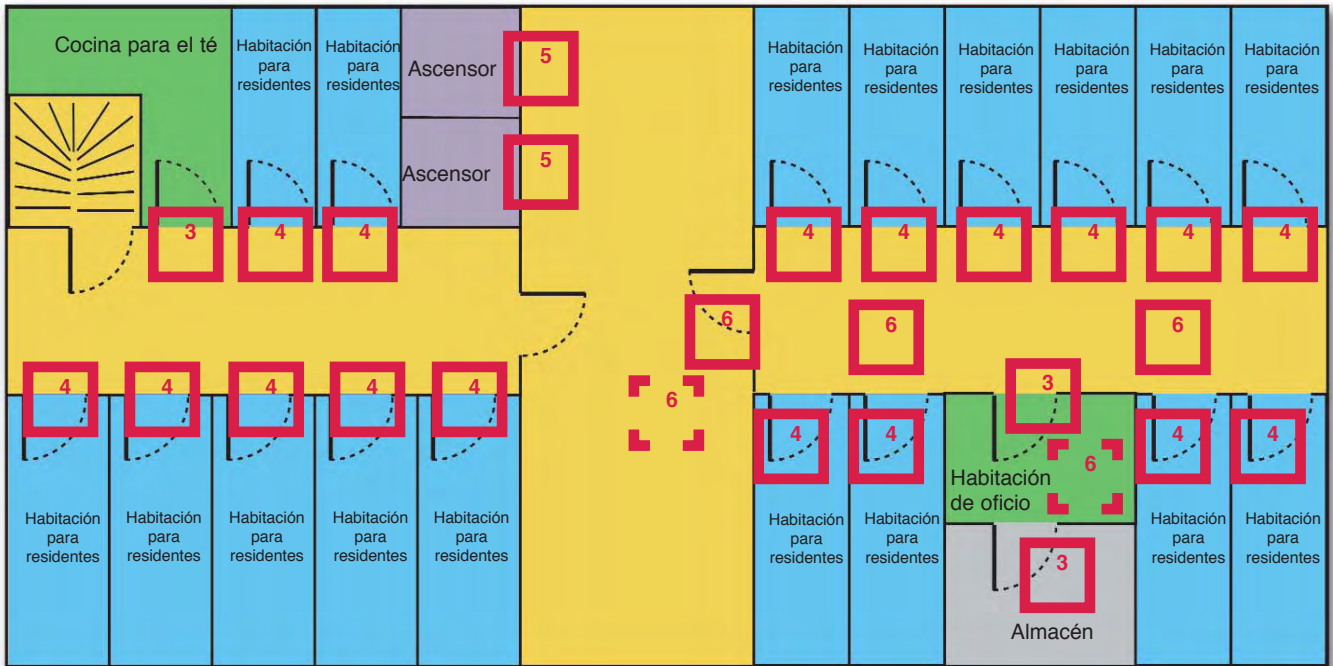 Cocina para el té
Habitación
para
residentes
Habitación
para
residentes
Ascensor
5
Habitación
para
residentes
Habitación
para
residentes
Habitación
para
residentes
Habitación
para
residentes
Habitación
para
residentes
Habitación
para
residentes
Ascensor
5
3
4
4
4
4
4
4
4
4
6
6
6
4
4
4
4
4
6
3
4
4
6
4
4
Habitación
de oficio
Habitación
para
residentes
Habitación
para
residentes
Habitación
para
residentes
Habitación
para
residentes
Habitación
para
residentes
Habitación
para
residentes
Habitación
para
residentes
3
Almacén
Habitación
para
residentes
Habitación
para
residentes